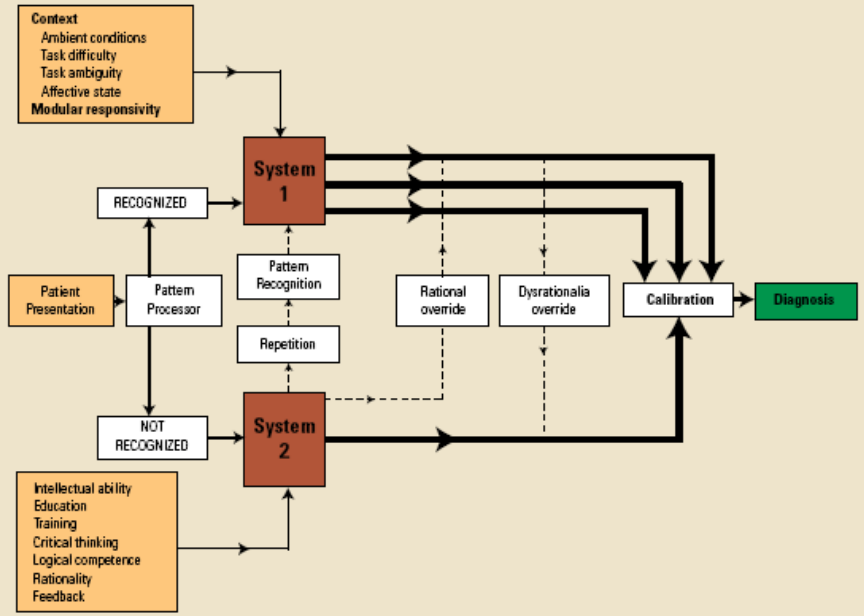 Context
Ambient conditions
Task difficulty
Task ambiguity
Affective state
Modular responsivity
System
1
RECOGNIZED
Pattern
Recognition
Patient
Presentation
Pattern
Processor
Rational
override
Dysrationalia
override
Calibration
Diagnosis
Repetition
NOT
RECOGNIZED
System
2
Intellectual ability
Education
Training
Critical thinking
Logical competence
Rationality
Feedback